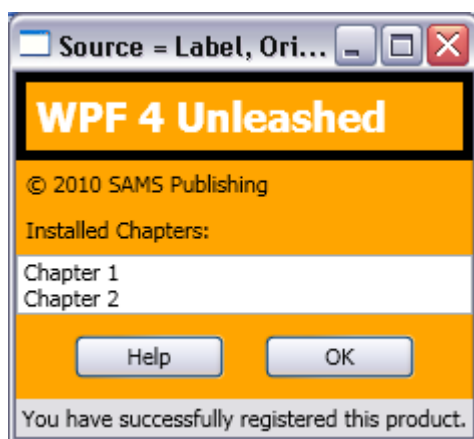 Source = Label, Ori...
WPF 4 Unleashed
© 2010 SAMS Publishing
Installed Chapters:
Chapter 1
Chapter 2
Help
OK
You have successfully registered this product.